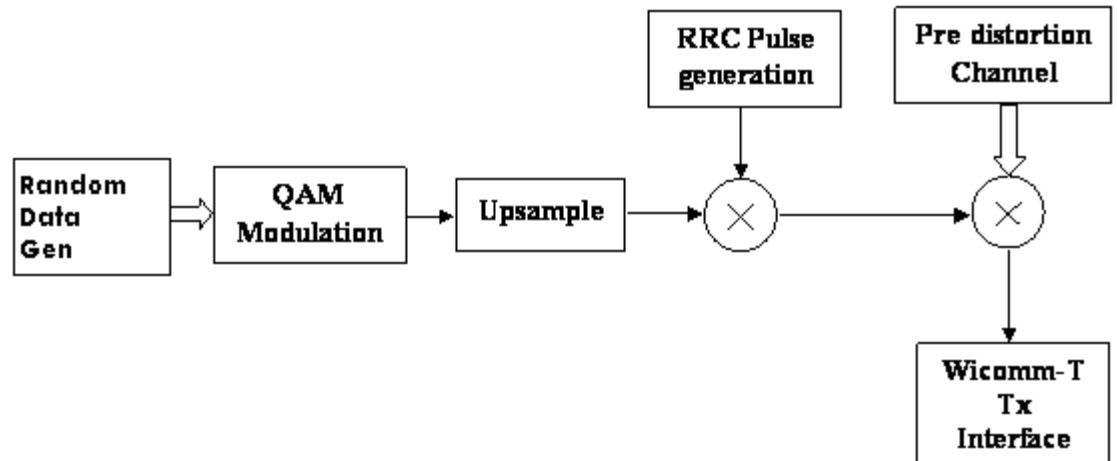 RRC Pulse
generation
Pre distortion
Channel
Random
Data
Gen
QAM
Modulation
Upsample
Wicomm-T
Tx
Interface